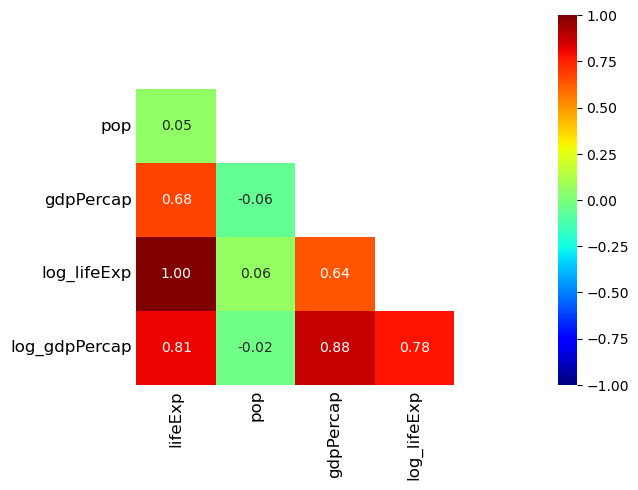 pop 0.05
gdpPercap 0.68 -0.06
log_lifeExp 1.00 0.06 0.64
log_gdpPercap 0.81 -0.02 0.88 0.78
lifeExp
pop
gdpPercap
log_lifeExp
1.00
0.75
0.50
0.25
0.00
−0.25
−0.50
−0.75
−1.00